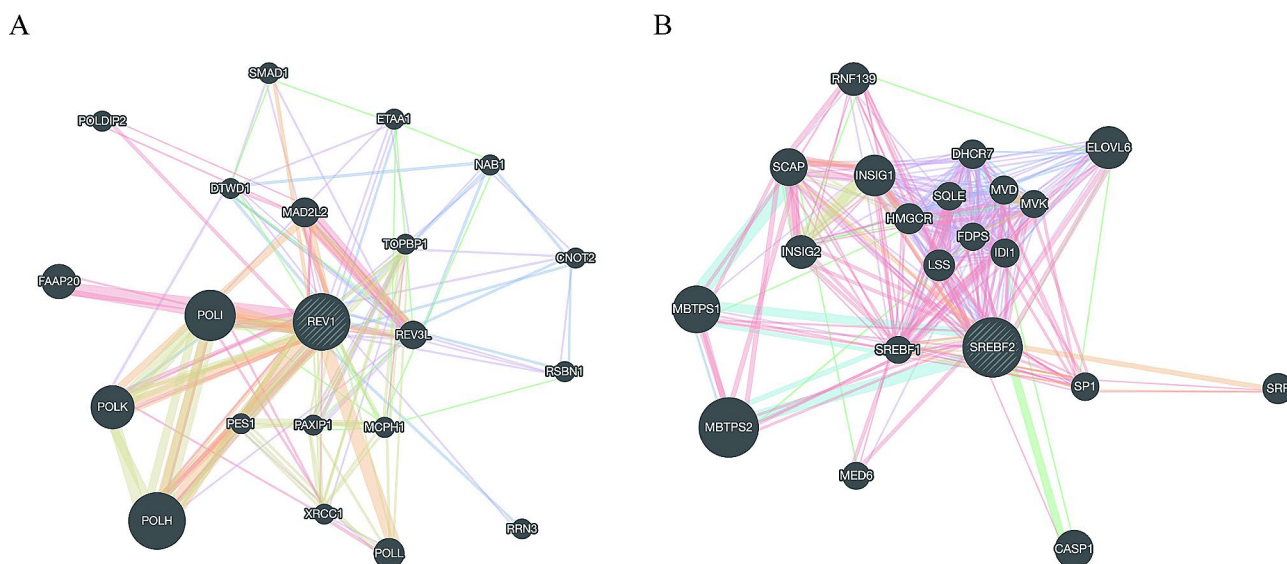 A
SMAD1
POLDIP2
ETAA1
NAB1
DTWD1
MAD2L2
TOPBP1
CNOT2
FAAP20
POLI
REV1
REV3L
RSBN1
POLK
PES1
PAXIP1
MCPH1
POLH
XRCC1
RRN3
POLL
B
RNF139
ELOVL6
DHCR7
SCAP
INSIG1
SQLE
MVD
MVK
HMGCR
FDPS
INSIG2
IDI1
LSS
MBTPS1
SREBF1
SREBF2
SP1
SRF
MBTPS2
MED6
CASP1